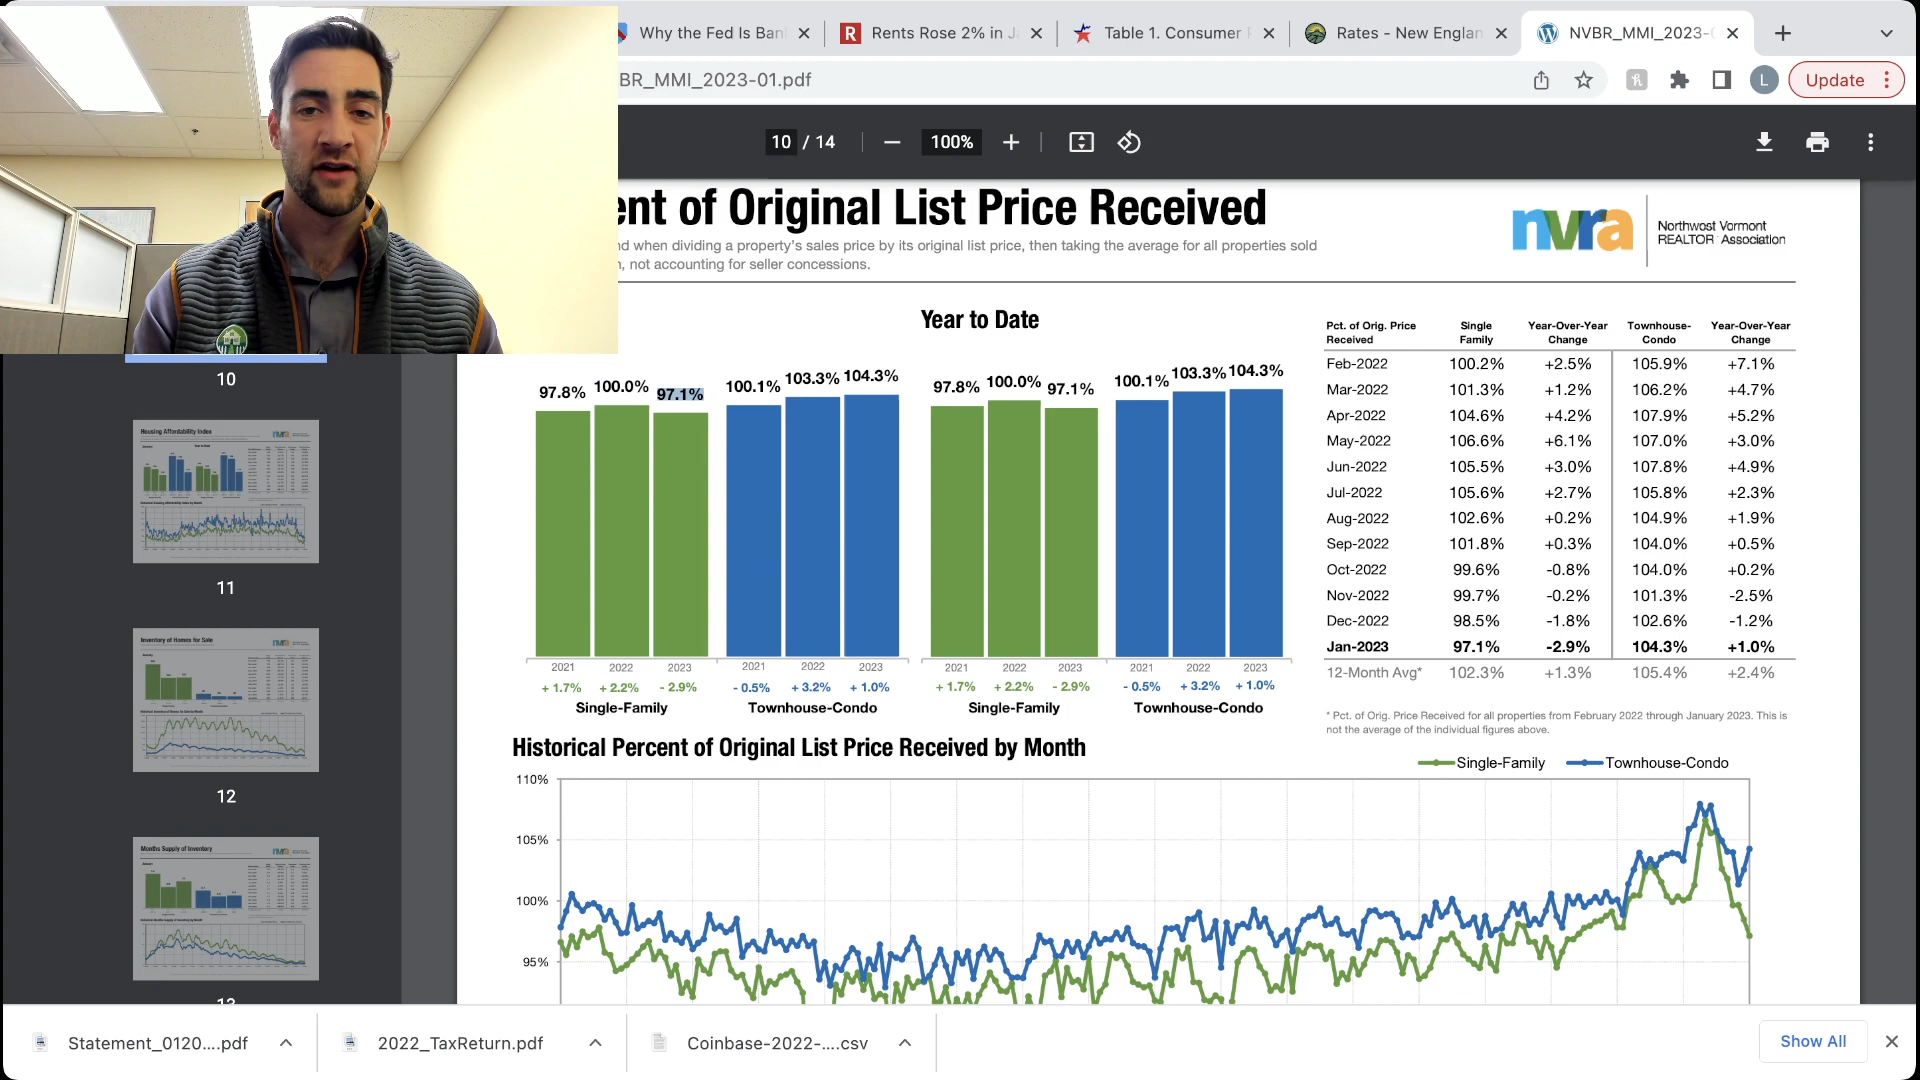 Why the Fed Is Ban
Rents Rose 2% in Ja
Table 1. Consumer
Rates - New Englan
NVBR_MMI_2023-
BR_MMI_2023-01.pdf
L
Update
10 / 14
100%
ent of Original List Price Received
nd when dividing a property's sales price by its original list price, then taking the average for all properties sold
, not accounting for seller concessions.
nvra
Northwest Vermont
REALTOR® Association
Year to Date
97.8% 100.0% 97.1% 100.1% 103.3% 104.3% 97.8% 100.0% 97.1% 100.1% 103.3% 104.3%
2021 2022 2023 2021 2022 2023 2021 2022 2023 2021 2022 2023
+ 1.7% + 2.2% - 2.9% - 0.5% + 3.2% + 1.0% + 1.7% + 2.2% - 2.9% - 0.5% + 3.2% + 1.0%
Single-Family Townhouse-Condo Single-Family Townhouse-Condo
Pct. of Orig. Price Received Single Family Year-Over-Year Change Townhouse-Condo Year-Over-Year Change
Feb-2022 100.2% +2.5% 105.9% +7.1%
Mar-2022 101.3% +1.2% 106.2% +4.7%
Apr-2022 104.6% +4.2% 107.9% +5.2%
May-2022 106.6% +6.1% 107.0% +3.0%
Jun-2022 105.5% +3.0% 107.8% +4.9%
Jul-2022 105.6% +2.7% 105.8% +2.3%
Aug-2022 102.6% +0.2% 104.9% +1.9%
Sep-2022 101.8% +0.3% 104.0% +0.5%
Oct-2022 99.6% -0.8% 104.0% +0.2%
Nov-2022 99.7% -0.2% 101.3% -2.5%
Dec-2022 98.5% -1.8% 102.6% -1.2%
Jan-2023 97.1% -2.9% 104.3% +1.0%
12-Month Avg* 102.3% +1.3% 105.4% +2.4%
* Pct. of Orig. Price Received for all properties from February 2022 through January 2023. This is
not the average of the individual figures above.
Historical Percent of Original List Price Received by Month
Single-Family Townhouse-Condo
110%
105%
100%
95%
10
Housing Affordability Index
11
Inventory of Homes for Sale
12
Months Supply of Inventory
13
Statement_0120....pdf
2022_TaxReturn.pdf
Coinbase-2022-....csv
Show All